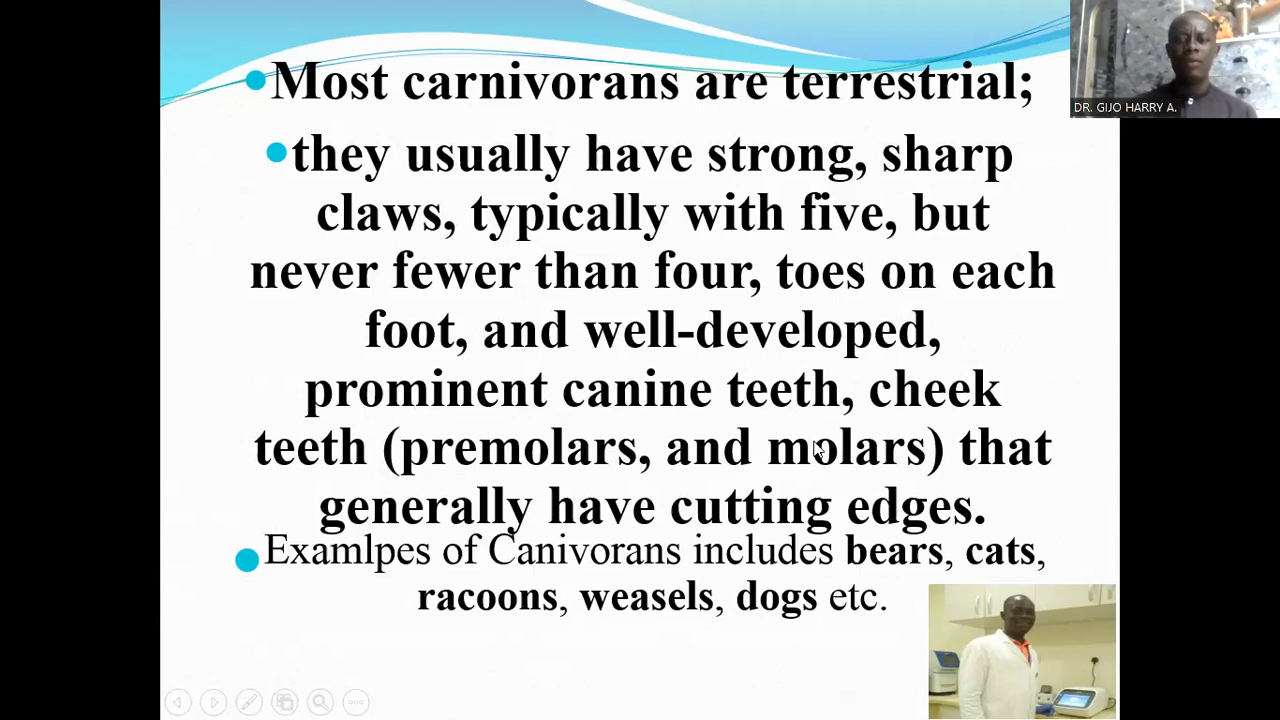 Most carnivorans are terrestrial;
they usually have strong, sharp
claws, typically with five, but
never fewer than four, toes on each
foot, and well-developed,
prominent canine teeth, cheek
teeth (premolars, and molars) that
generally have cutting edges.
Examlpes of Canivorans includes bears, cats,
racoons, weasels, dogs etc.
DR. GIJO HARRY A.